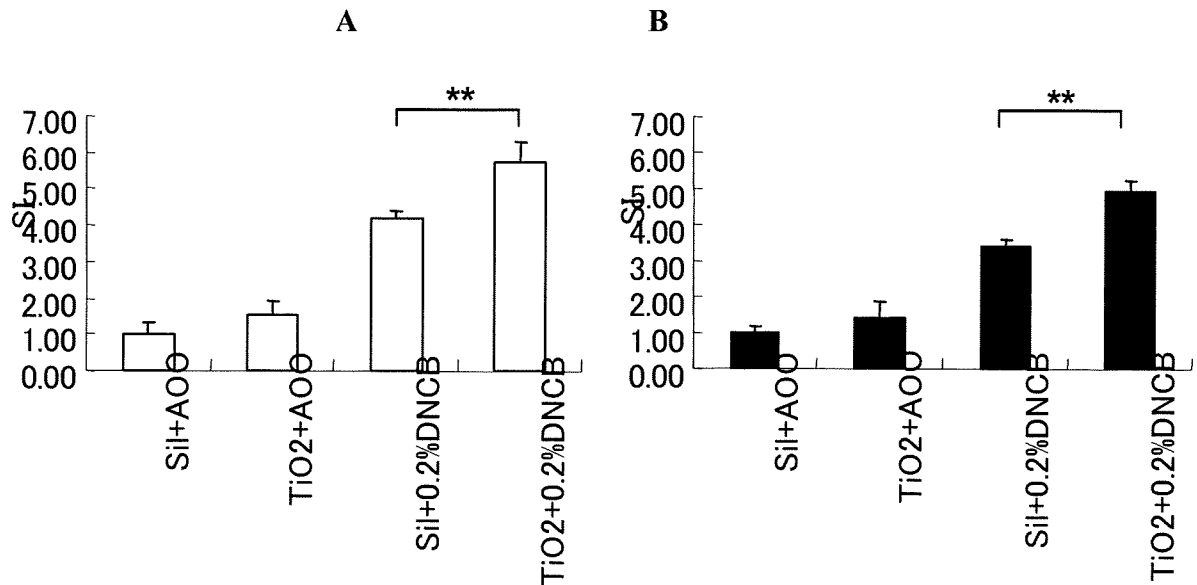 A
B
**
7.00
6.00
5.00
4.00
3.00
2.00
1.00
0.00
SI
Sil+AOO
TiO2+AOO
Sil+0.2%DNCB
TiO2+0.2%DNCB
**
7.00
6.00
5.00
4.00
3.00
2.00
1.00
0.00
SI
Sil+AOO
TiO2+AOO
Sil+0.2%DNCB
TiO2+0.2%DNCB